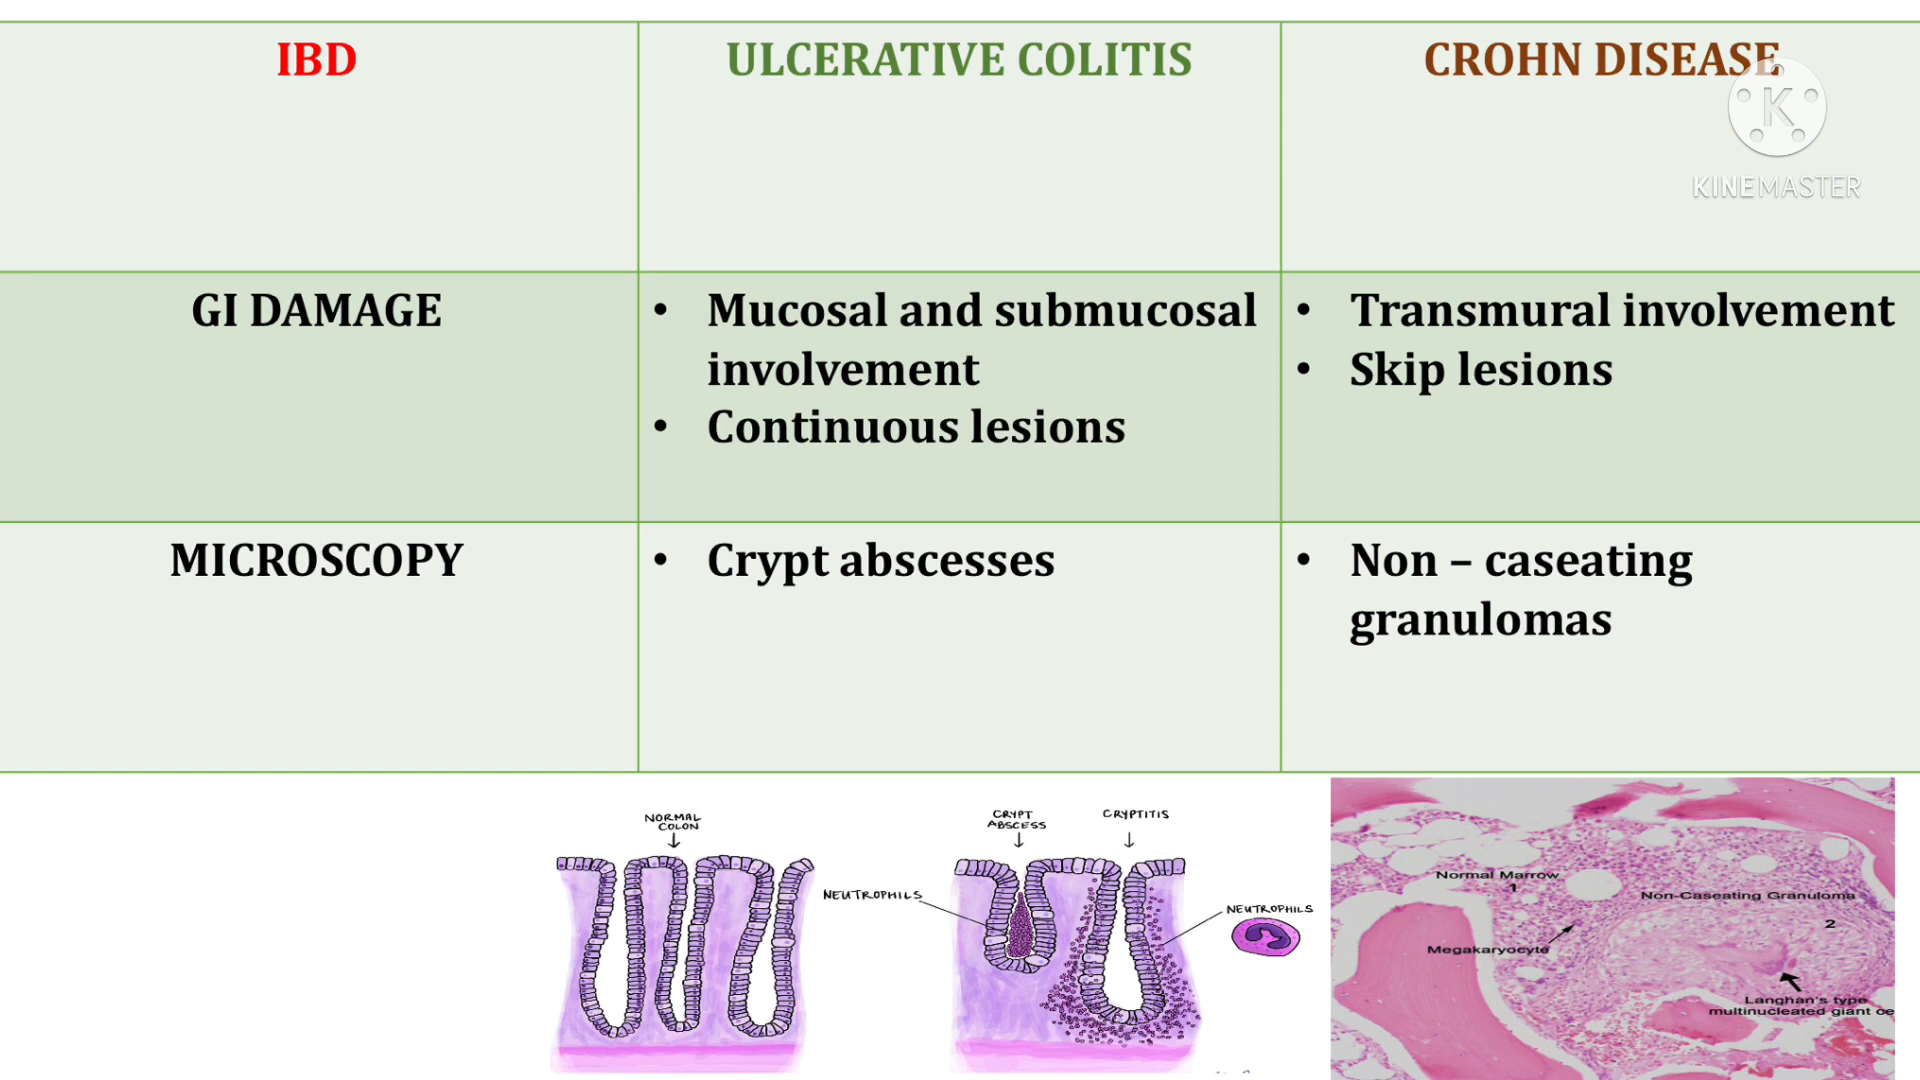 IBD
ULCERATIVE COLITIS
CROHN DISEASE
KINEMASTER
GI DAMAGE
• Mucosal and submucosal
involvement
• Continuous lesions
• Transmural involvement
• Skip lesions
MICROSCOPY
• Crypt abscesses
• Non – caseating
granulomas
NORMAL
COLON
NEUTROPHILS
CRYPT
ABSCESS
CRYPTITIS
NEUTROPHILS
Normal Marrow
1
Non-Caseating Granuloma
2
Megakaryocyte
Langhan's type
multinucleated giant ce